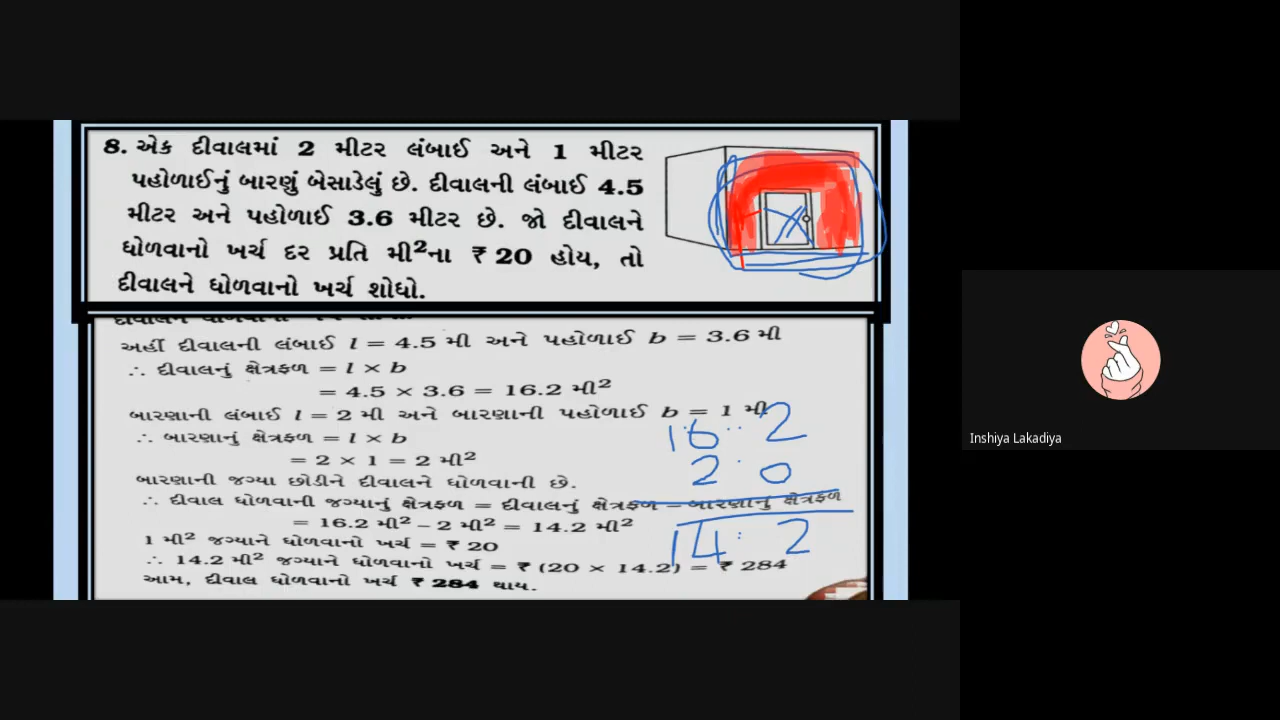 8. એક દીવાલમાં 2 મીટર લંબાઈ અને 1 મીટર
પહોળાઈનું બારણું બેસાડેલું છે. દીવાલની લંબાઈ 4.5
મીટર અને પહોળાઈ 3.6 મીટર છે. જો દીવાલને
ધોળવાનો ખર્ચ દર પ્રતિ મી²ના ₹ 20 હોય, તો
દીવાલને ધોળવાનો ખર્ચ શોધો.
અહીં દીવાલની લંબાઈ l = 4.5 મી અને પહોળાઈ b = 3.6 મી
∴ દીવાલનું ક્ષેત્રફળ = l × b
= 4.5 × 3.6 = 16.2 મી²
બારણાની લંબાઈ l = 2 મી અને બારણાની પહોળાઈ b = 1 મી
∴ બારણાનું ક્ષેત્રફળ = l × b
= 2 × 1 = 2 મી²
બારણાની જગ્યા છોડીને દીવાલને ધોળવાની છે.
∴ દીવાલ ધોળવાની જગ્યાનું ક્ષેત્રફળ = દીવાલનું ક્ષેત્રફળ – બારણાનું ક્ષેત્રફળ
= 16.2 મી² – 2 મી² = 14.2 મી²
1 મી² જગ્યાને ધોળવાનો ખર્ચ = ₹ 20
∴ 14.2 મી² જગ્યાને ધોળવાનો ખર્ચ = ₹ (20 × 14.2) = ₹ 284
આમ, દીવાલ ધોળવાનો ખર્ચ ₹ 284 થાય.
16.2
2.0
14.2
Inshiya Lakadiya